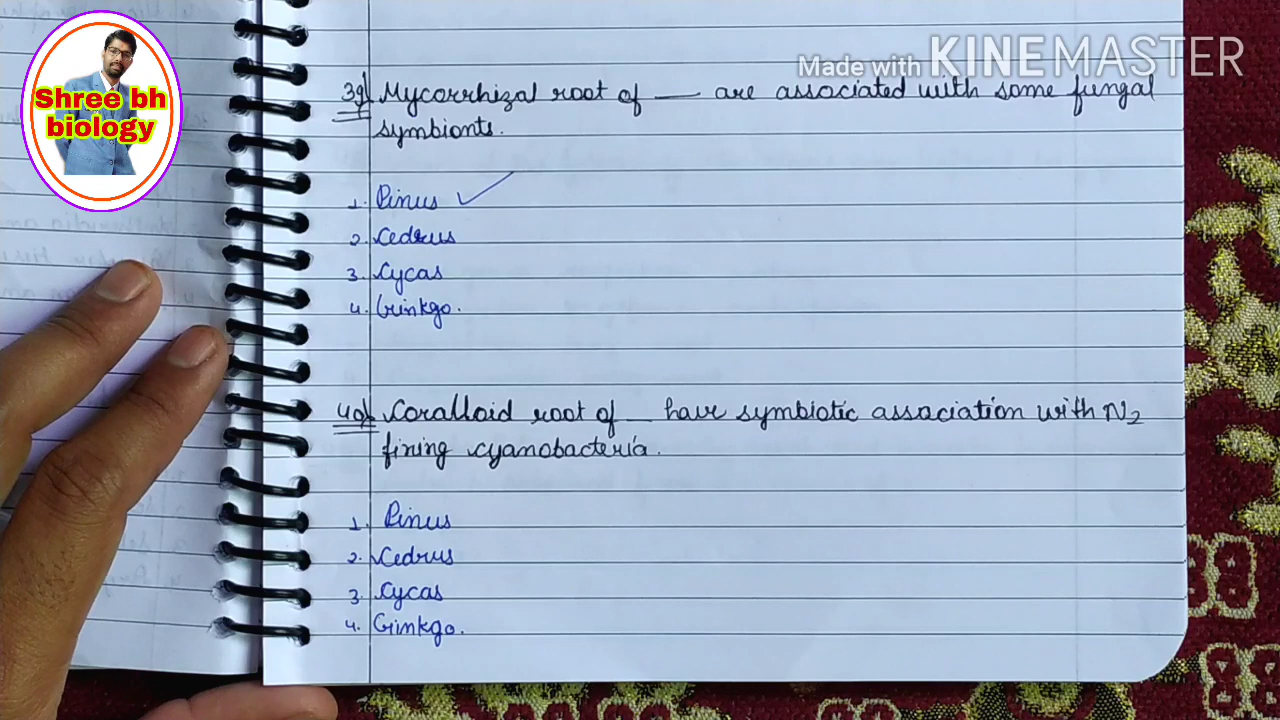 Shree bh
biology
Made with KINEMASTER
39) Mycorrhizal root of — are associated with some fungal
symbionts.
1. Pinus ✓
2. Cedrus
3. Cycas
4. Ginkgo.
40) Coralloid root of — have symbiotic association with N2
fixing cyanobacteria.
1. Pinus
2. Cedrus
3. Cycas
4. Ginkgo.